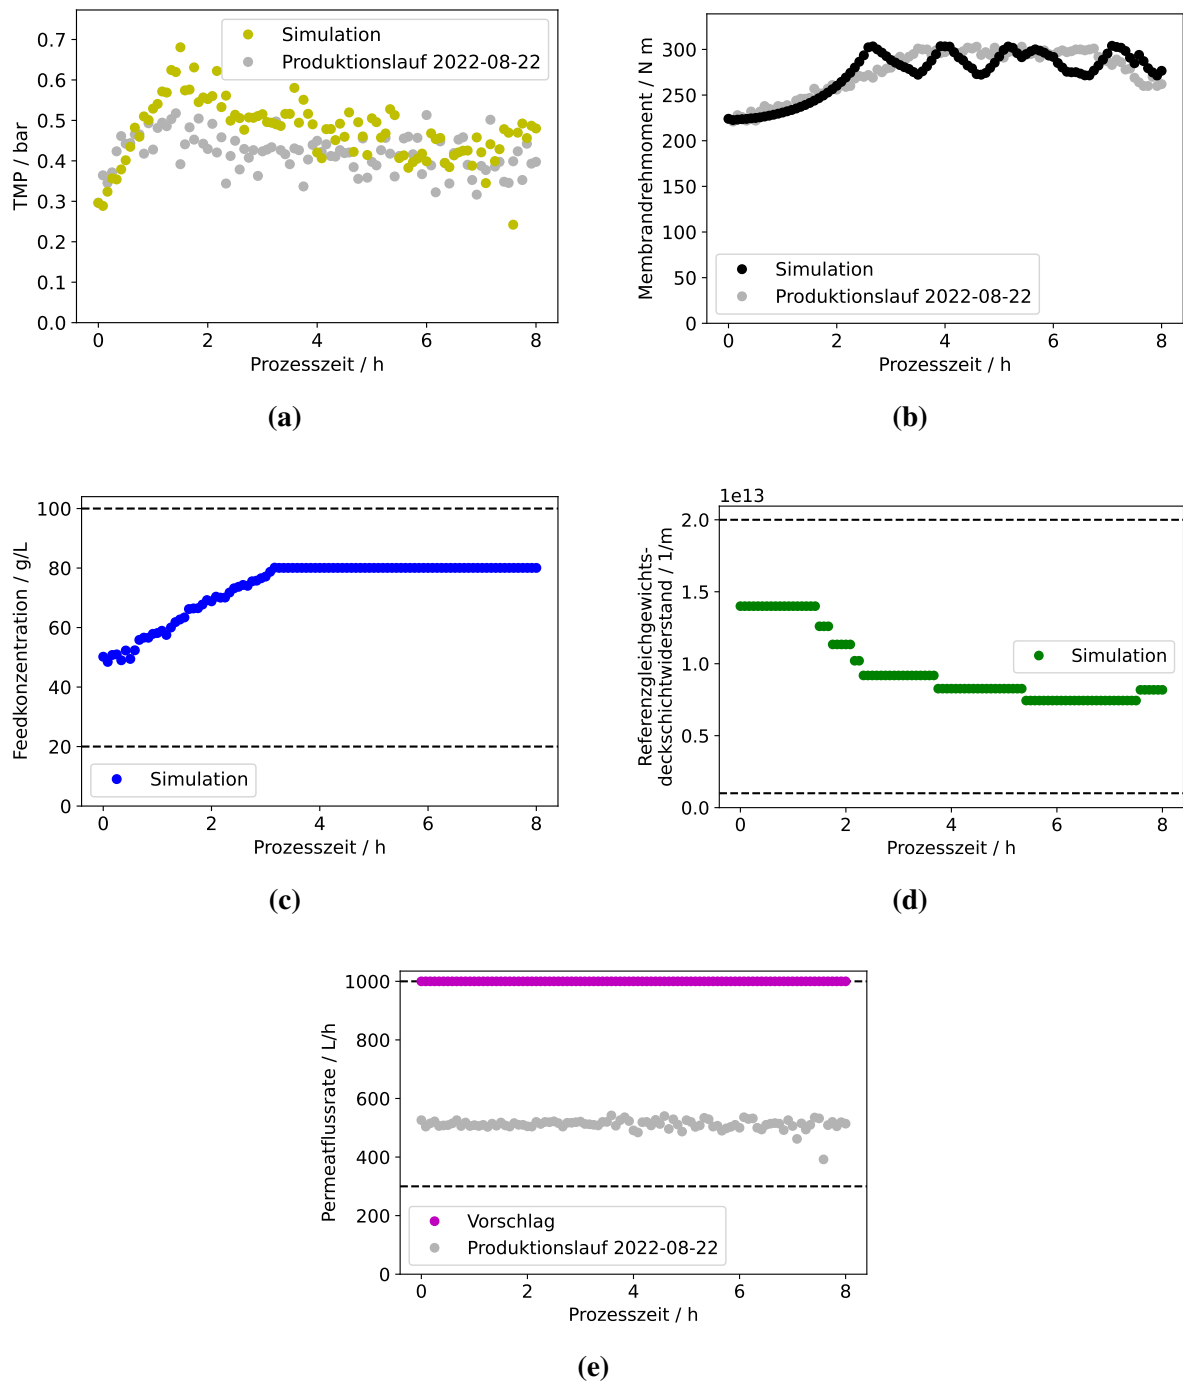 0.7
0.6
0.5
0.4
0.3
0.2
0.1
0.0
TMP / bar
Simulation
Produktionslauf 2022-08-22
0 2 4 6 8
Prozesszeit / h
(a)
300
250
200
150
100
50
0
Membrandrehmoment / N m
Simulation
Produktionslauf 2022-08-22
0 2 4 6 8
Prozesszeit / h
(b)
100
80
60
40
20
0
Feedkonzentration / g/L
Simulation
0 2 4 6 8
Prozesszeit / h
(c)
1e13
2.0
1.5
1.0
0.5
0.0
Referenzgleichgewichts-
deckschichtwiderstand / 1/m
Simulation
0 2 4 6 8
Prozesszeit / h
(d)
1000
800
600
400
200
0
Permeatflussrate / L/h
Vorschlag
Produktionslauf 2022-08-22
0 2 4 6 8
Prozesszeit / h
(e)